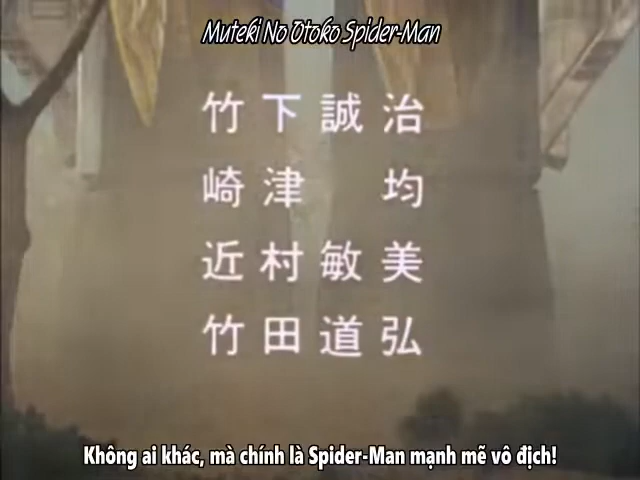 Muteki No Otoko Spider-Man
竹下誠治
崎津均
近村敏美
竹田道弘
Không ai khác, mà chính là Spider-Man mạnh mẽ vô địch!